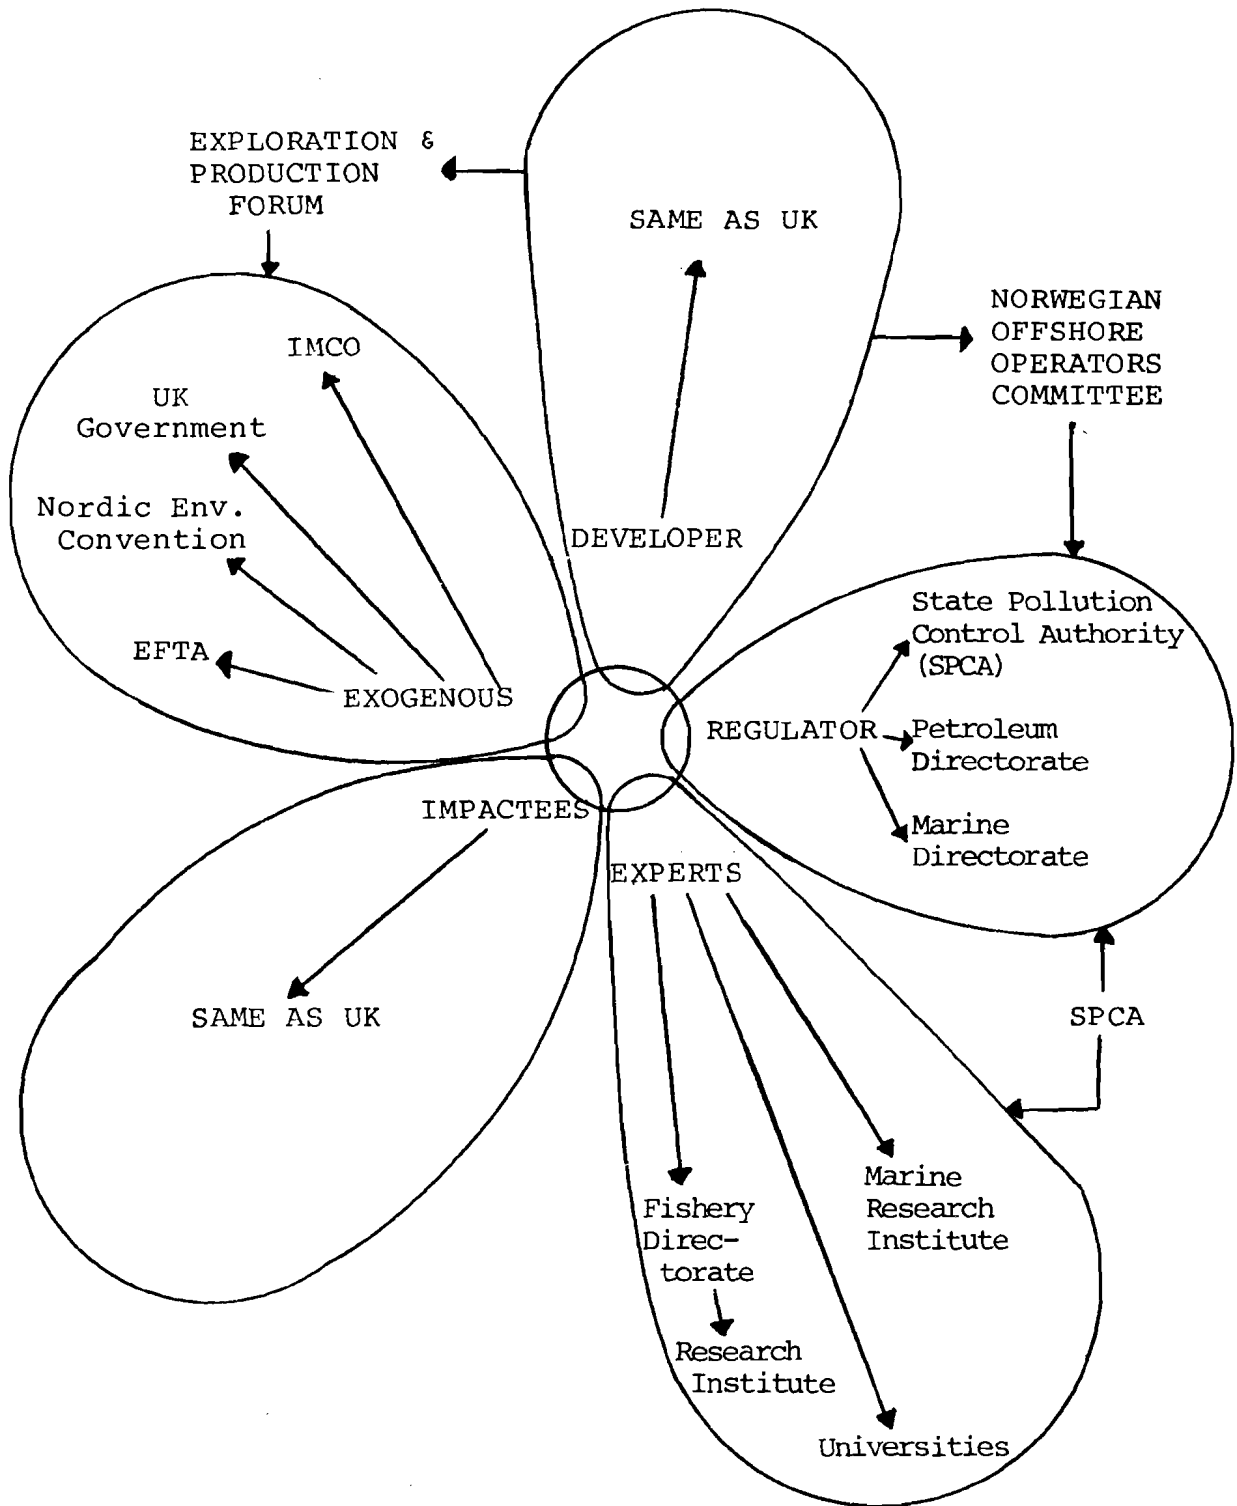 EXPLORATION &
PRODUCTION
FORUM
SAME AS UK
NORWEGIAN
OFFSHORE
OPERATORS
COMMITTEE
IMCO
UK
Government
Nordic Env.
Convention
EFTA
EXOGENOUS
DEVELOPER
State Pollution
Control Authority
(SPCA)
REGULATOR
Petroleum
Directorate
Marine
Directorate
IMPACTEES
SAME AS UK
EXPERTS
SPCA
Marine
Research
Institute
Fishery
Direc-
torate
Research
Institute
Universities